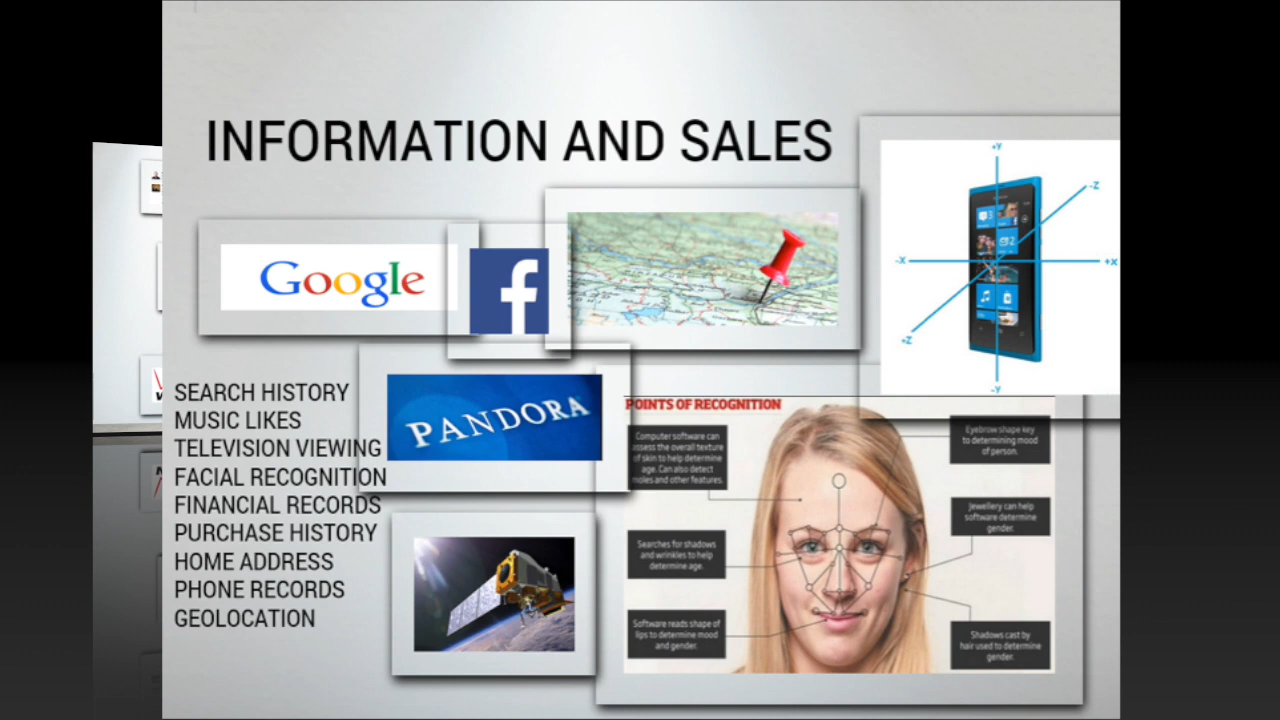 INFORMATION AND SALES
Google
f
+Y
-Z
-X
+X
+Z
-Y
SEARCH HISTORY
MUSIC LIKES
TELEVISION VIEWING
FACIAL RECOGNITION
FINANCIAL RECORDS
PURCHASE HISTORY
HOME ADDRESS
PHONE RECORDS
GEOLOCATION
PANDORA
POINTS OF RECOGNITION
Computer software can
assess the overall texture
of skin to help determine
age. Can also detect
moles and other features.
Searches for shadows
and wrinkles to help
determine age.
Software reads shape of
lips to determine mood
and gender.
Eyebrow shape key
to determining mood
of person.
Jewellery can help
software determine
gender.
Shadows cast by
hair used to determine
gender.